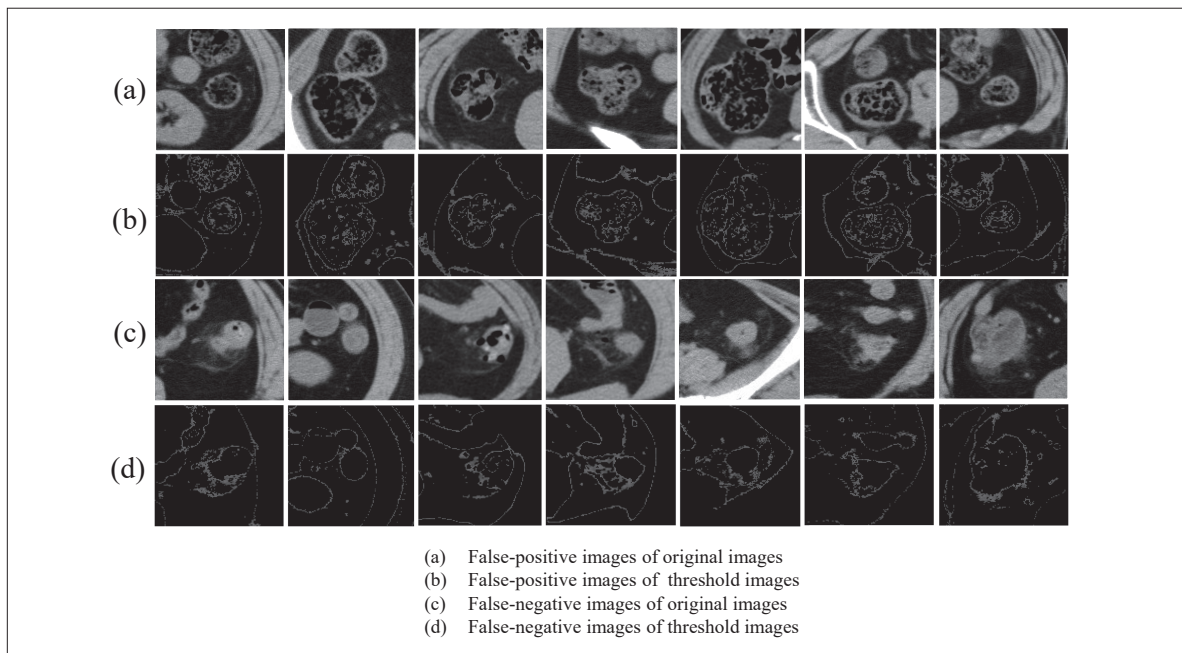 (a)
(b)
(c)
(d)
(a) False-positive images of original images
(b) False-positive images of threshold images
(c) False-negative images of original images
(d) False-negative images of threshold images